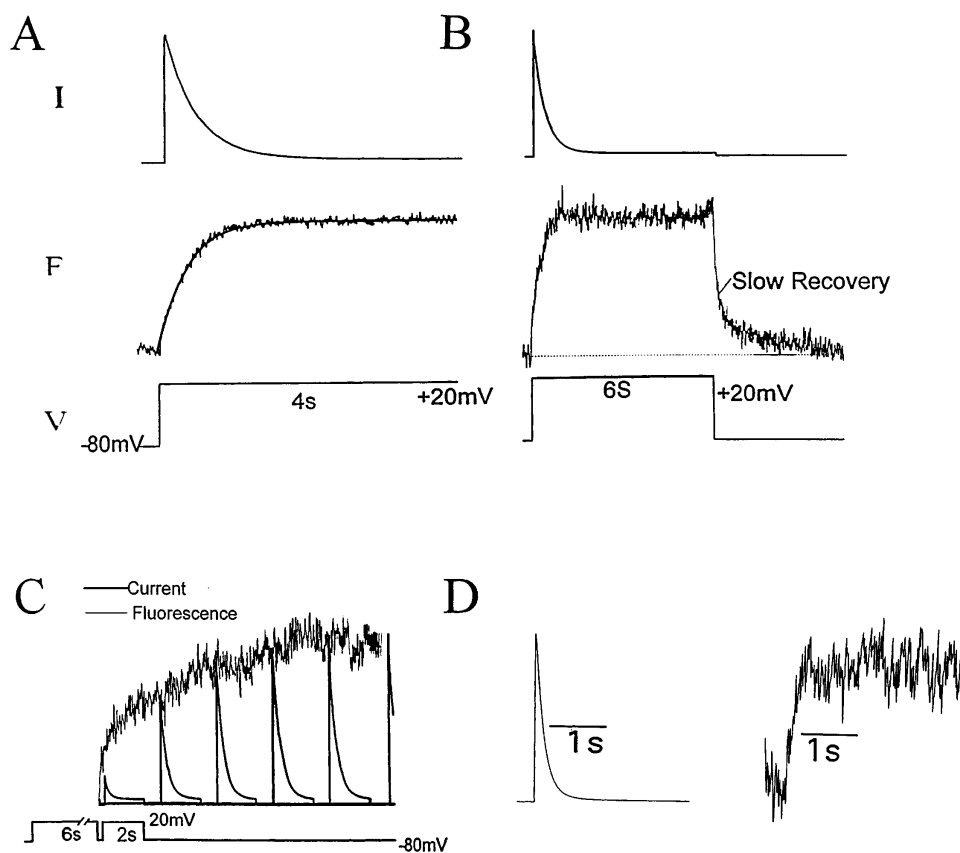 A
B
I
F
Slow Recovery
V
-80mV
4s
+20mV
6S
+20mV
C
Current
Fluorescence
D
1s
1s
20mV
6s
2s
-80mV